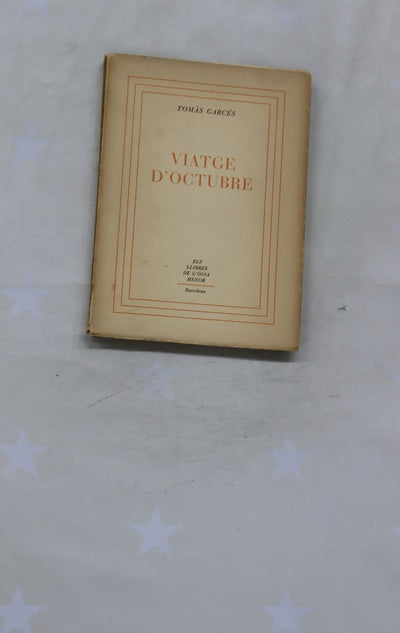 TOMÀS GARCÉS
VIATGE
D'OCTUBRE
ELS
LLIBRES
DE L'ÓSSA
MENOR
Barcelona